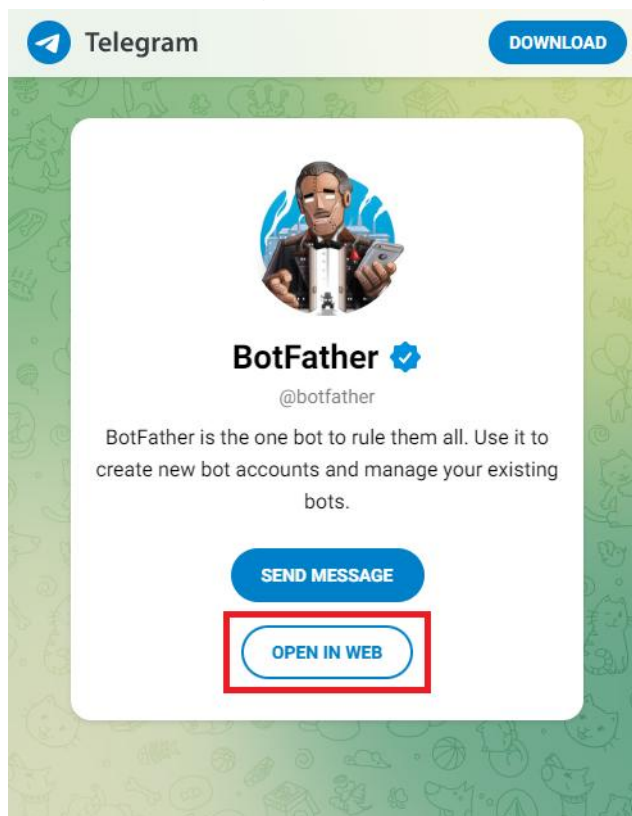 Telegram
DOWNLOAD
BotFather
@botfather
BotFather is the one bot to rule them all. Use it to
create new bot accounts and manage your existing
bots.
SEND MESSAGE
OPEN IN WEB